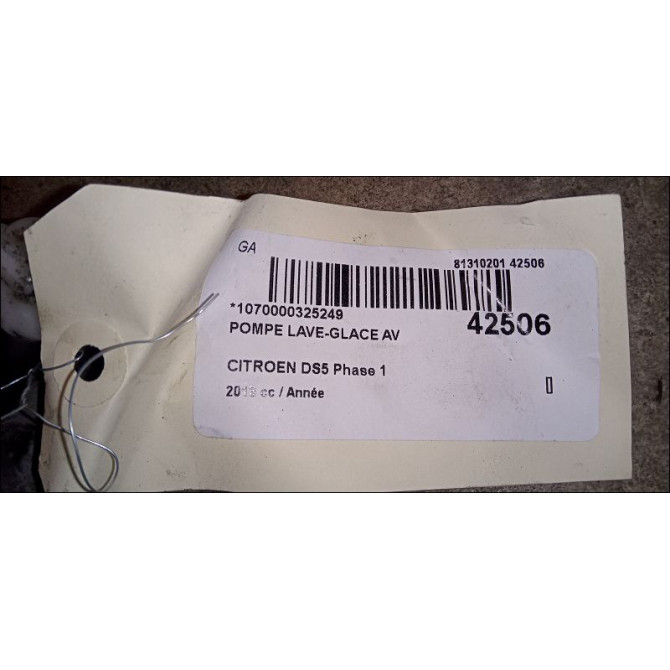 GA
81310201 42506
*1070000325249
42506
POMPE LAVE-GLACE AV
CITROEN DS5 Phase 1
cc / Année